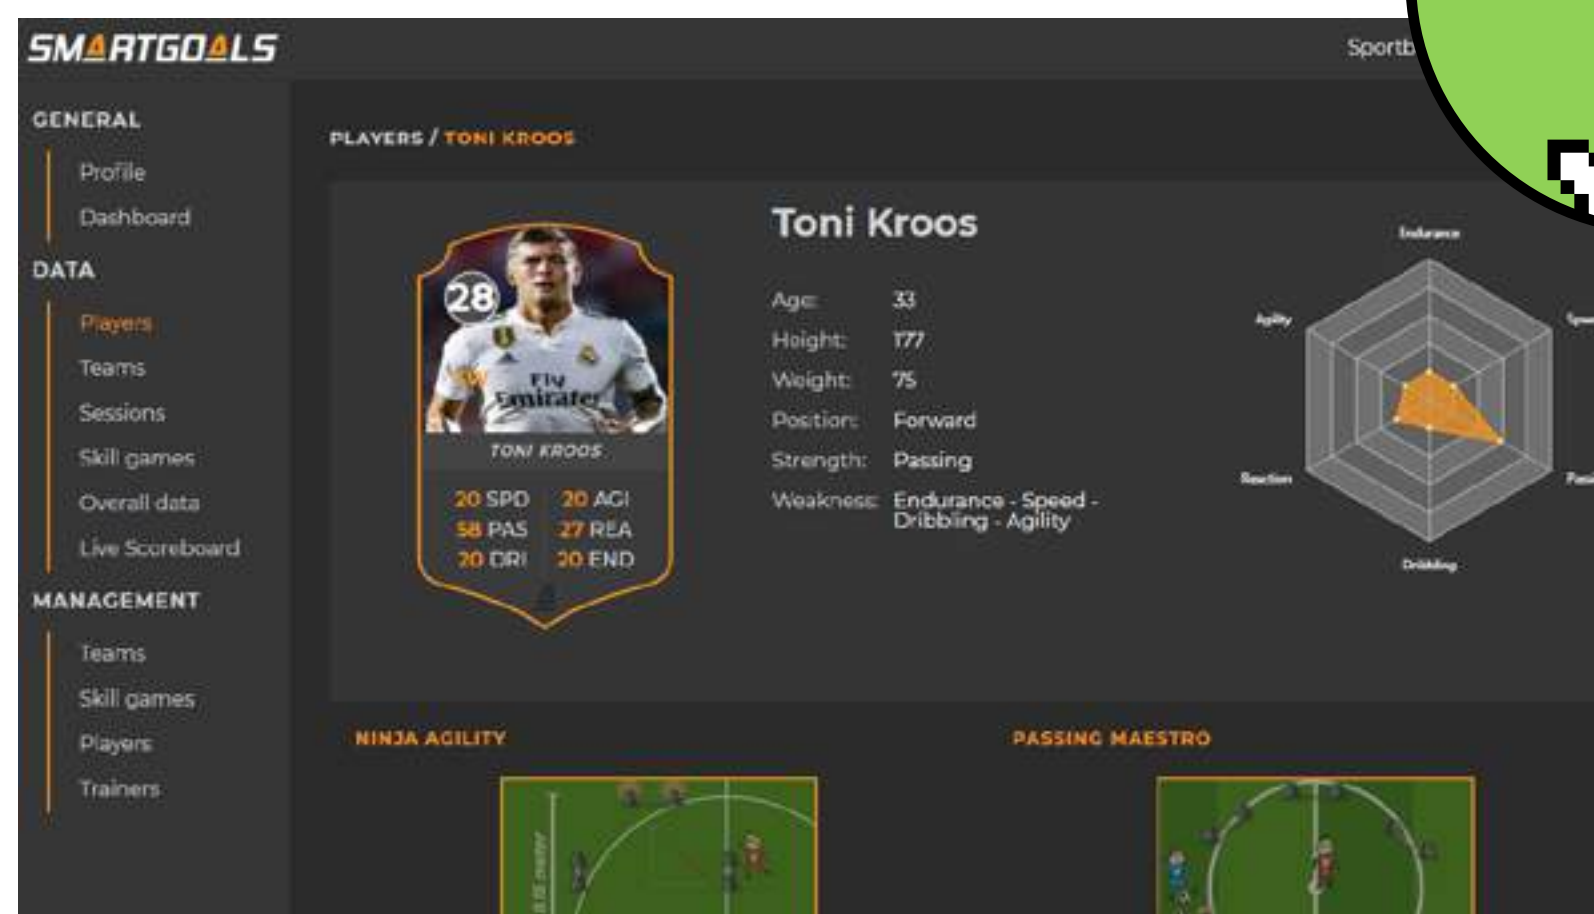 SMARTGOALS
Sportb
GENERAL
Profile
Dashboard
DATA
Players
Teams
Sessions
Skill games
Overall data
Live Scoreboard
MANAGEMENT
Teams
Skill games
Players
Trainers
PLAYERS / TONI KROOS
28
Fly
Emirates
TONI KROOS
20 SPD 20 AGI
58 PAS 27 REA
20 DRI 20 END
Toni Kroos
Age: 33
Height: 177
Weight: 75
Position: Forward
Strength: Passing
Weakness: Endurance - Speed -
Dribbling - Agility
Endurance
Agility
Spee
Reaction
Passi
Dribbling
NINJA AGILITY
PASSING MAESTRO